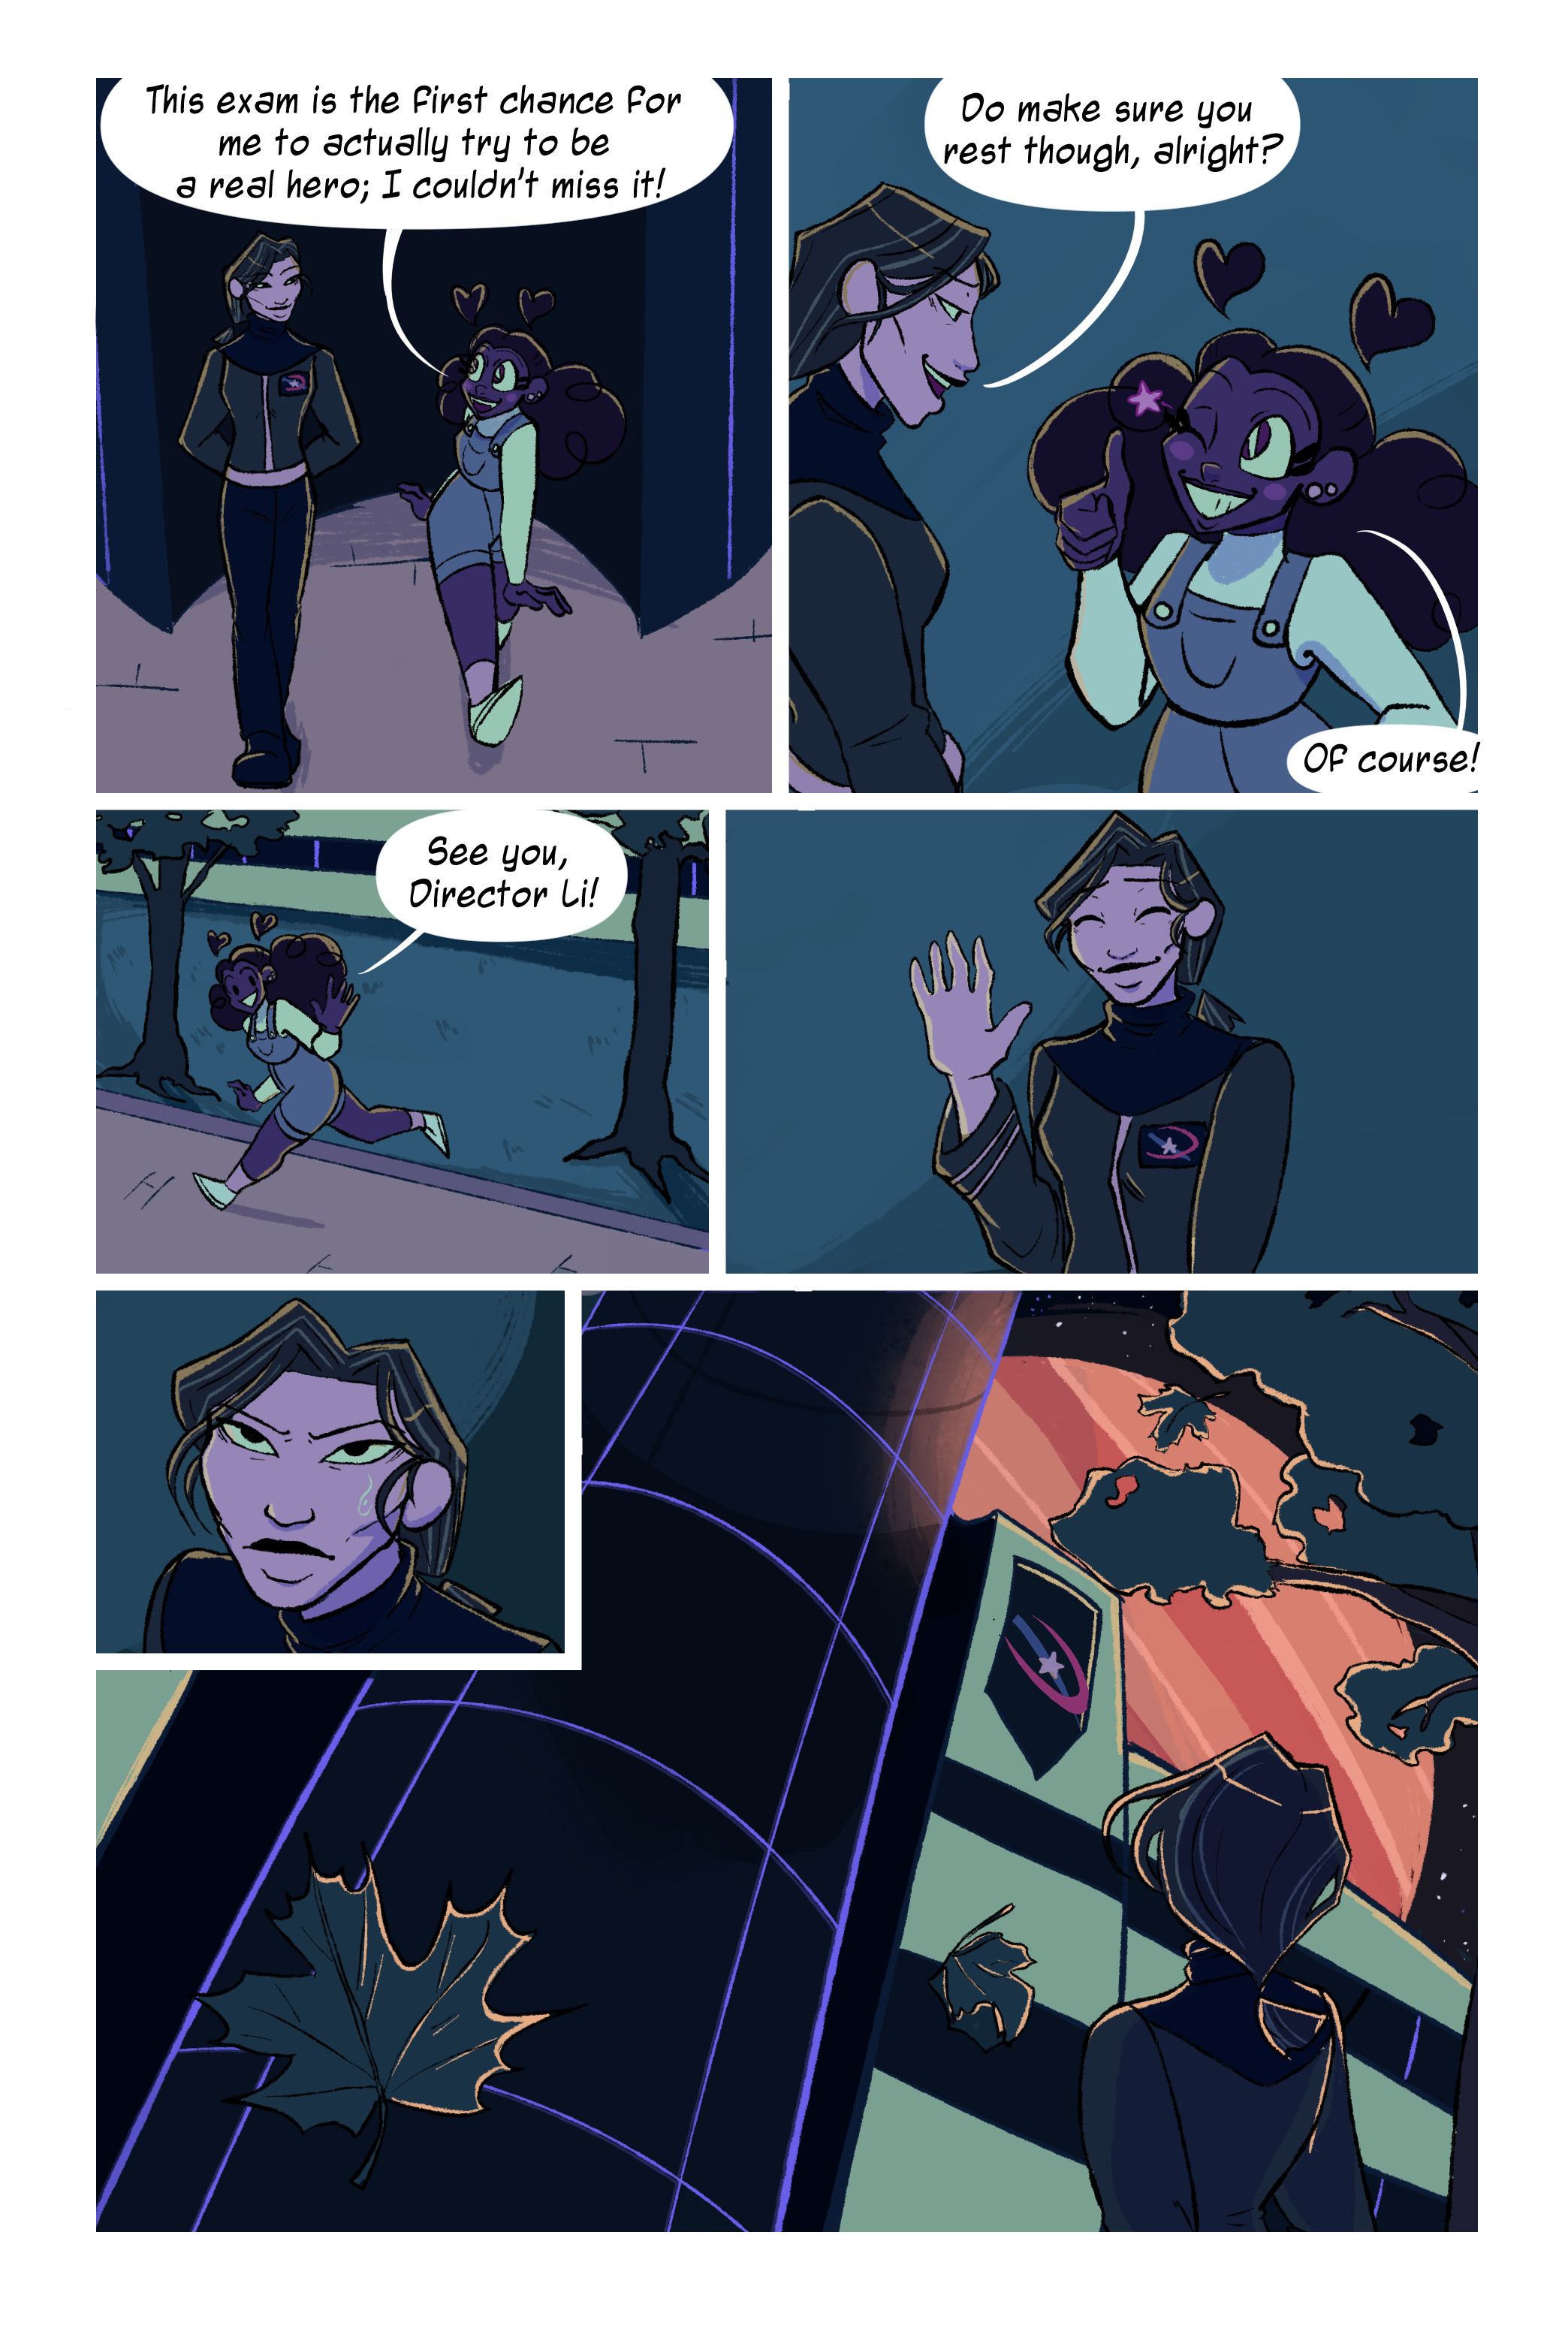 This exam is the first chance for
me to actually try to be
a real hero; I couldn't miss it!
Do make sure you
rest though, alright?
Of course!
See you,
Director Li!